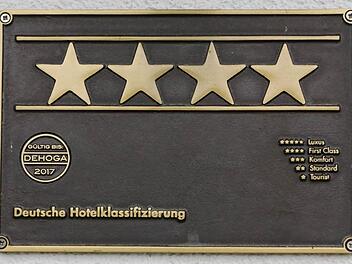 GÜLTIG BIS:
DEHOGA
2017
★★★★★ Luxus
★★★★ First Class
★★★ Komfort
★★ Standard
★ Tourist
Deutsche Hotelklassifizierung